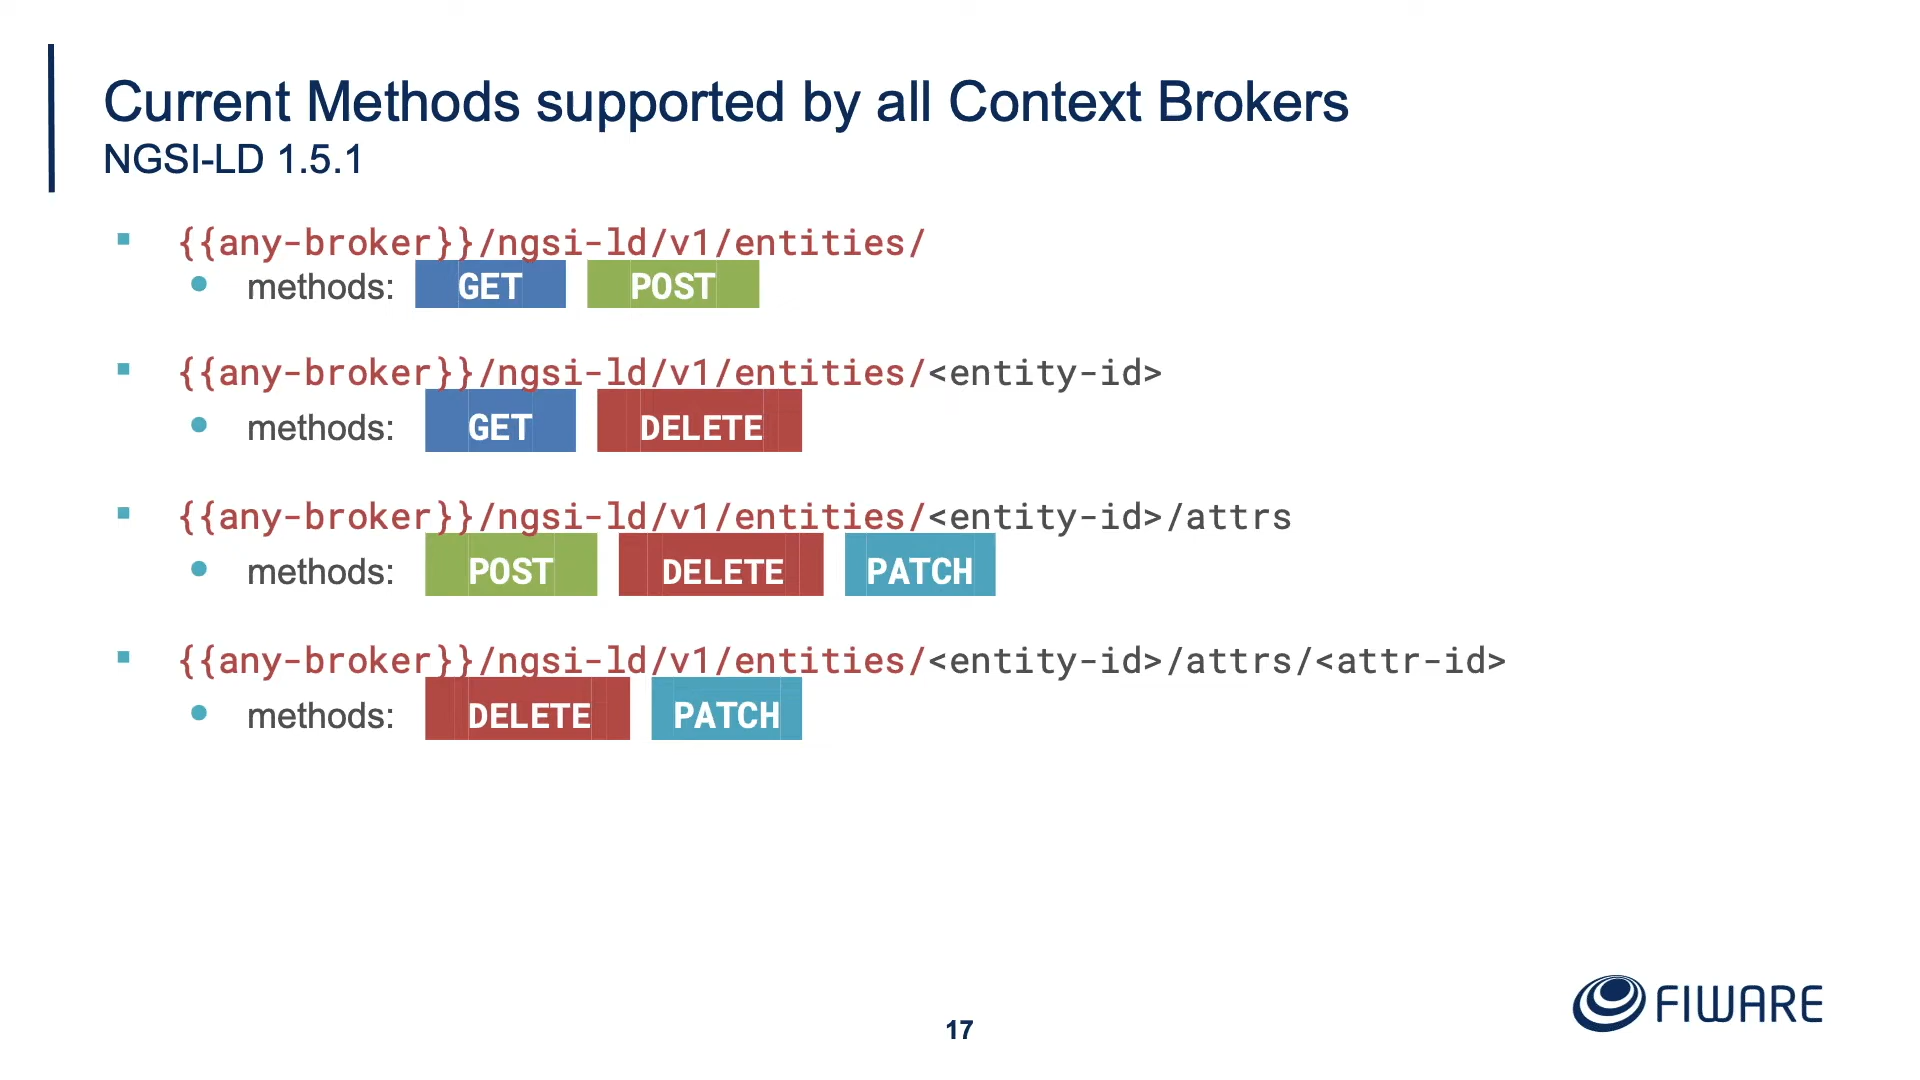 Current Methods supported by all Context Brokers
NGSI-LD 1.5.1
{{any-broker}}/ngsi-ld/v1/entities/
methods: GET POST
{{any-broker}}/ngsi-ld/v1/entities/<entity-id>
methods: GET DELETE
{{any-broker}}/ngsi-ld/v1/entities/<entity-id>/attrs
methods: POST DELETE PATCH
{{any-broker}}/ngsi-ld/v1/entities/<entity-id>/attrs/<attr-id>
methods: DELETE PATCH
FIWARE
17